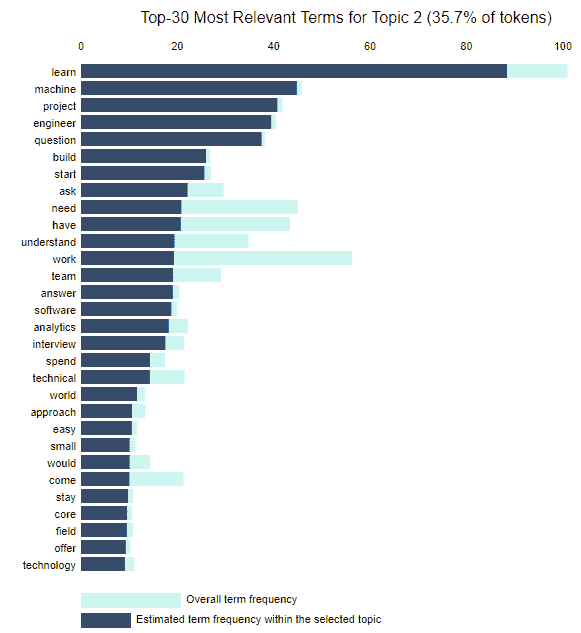 Top-30 Most Relevant Terms for Topic 2 (35.7% of tokens)
0 20 40 60 80 100
learn
machine
project
engineer
question
build
start
ask
need
have
understand
work
team
answer
software
analytics
interview
spend
technical
world
approach
easy
small
would
come
stay
core
field
offer
technology
Overall term frequency
Estimated term frequency within the selected topic